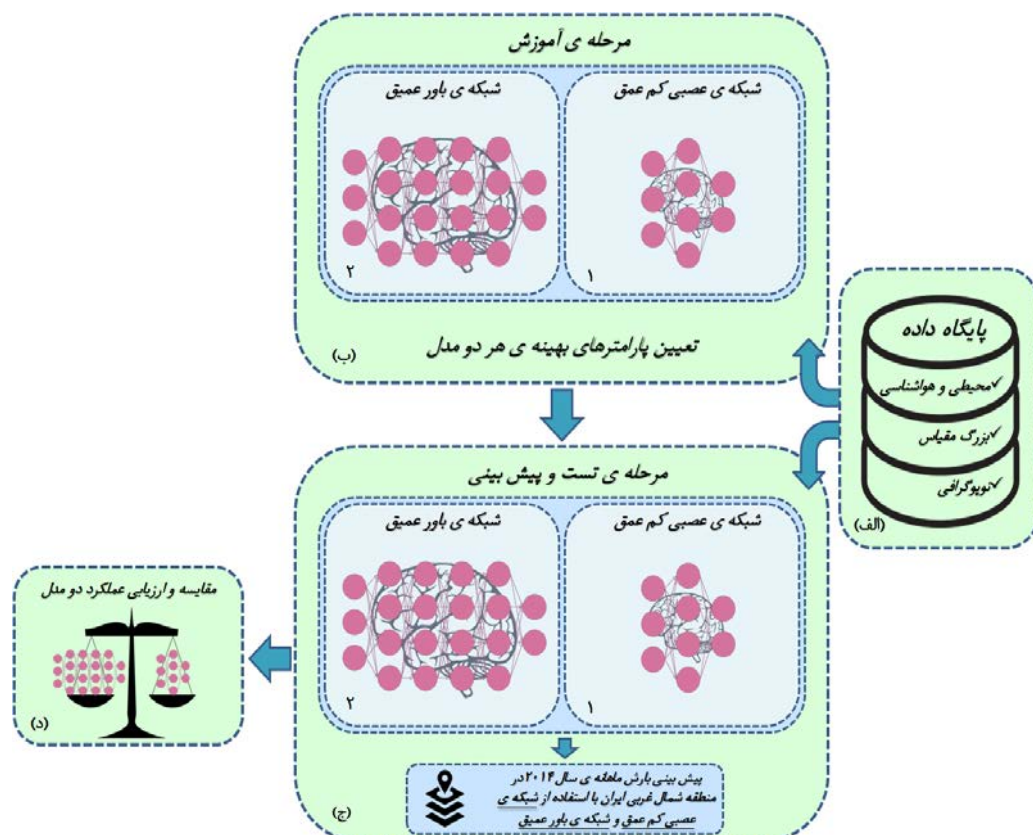 مرحله ی آموزش
شبکه ی عصبی کم عمق
شبکه ی باور عمیق
۱
۲
تعیین پارامترهای بهینه ی هر دو مدل
(ب)
پایگاه داده
✓محیطی و هواشناسی
✓بزرگ مقیاس
✓توپوگرافی
(الف)
مرحله ی تست و پیش بینی
شبکه ی عصبی کم عمق
شبکه ی باور عمیق
۱
۲
پیش بینی بارش ماهانه ی سال ۲۰۱۴ در
منطقه شمال غربی ایران با استفاده از شبکه ی
عصبی کم عمق و شبکه ی باور عمیق
(ج)
مقایسه و ارزیابی عملکرد دو مدل
(د)